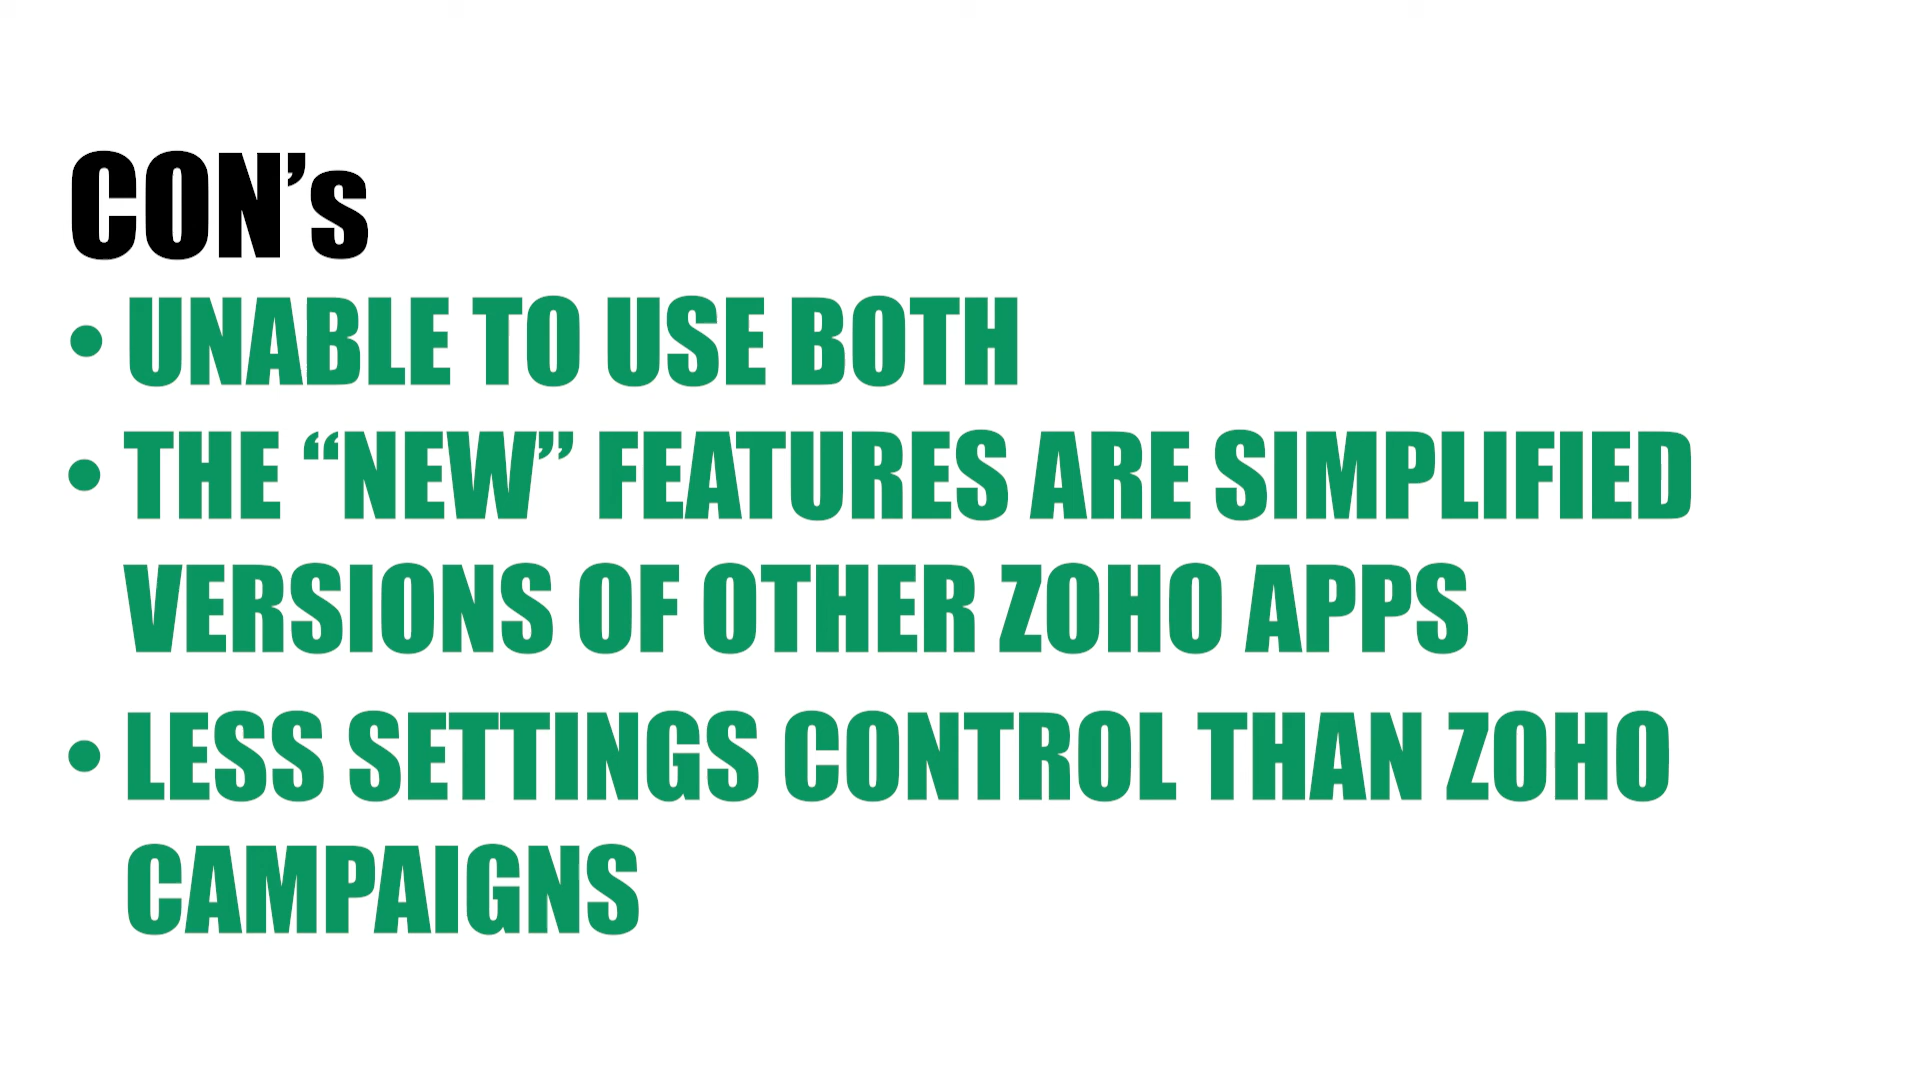 CON’s
• UNABLE TO USE BOTH
• THE “NEW” FEATURES ARE SIMPLIFIED
VERSIONS OF OTHER ZOHO APPS
• LESS SETTINGS CONTROL THAN ZOHO
CAMPAIGNS